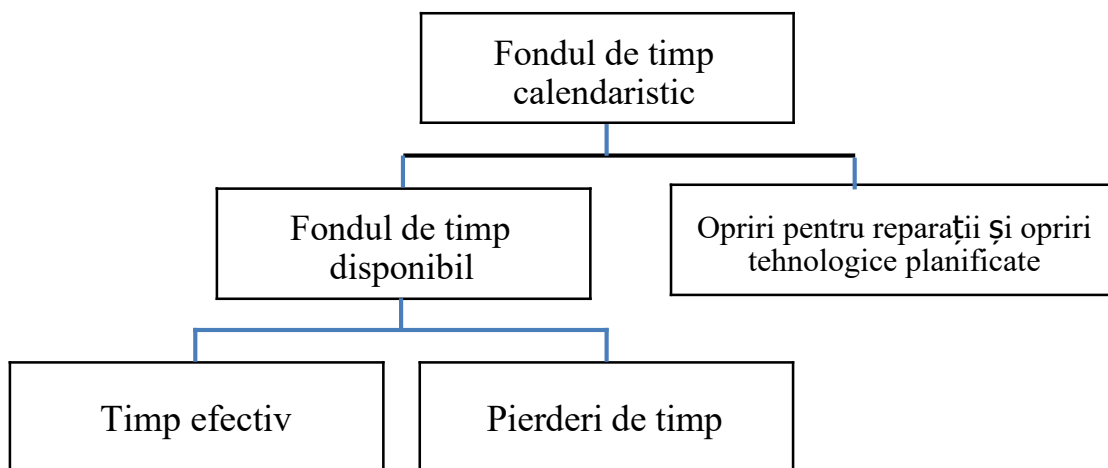 Fondul de timp
calendaristic
Fondul de timp
disponibil
Opriri pentru reparații și opriri
tehnologice planificate
Timp efectiv
Pierderi de timp